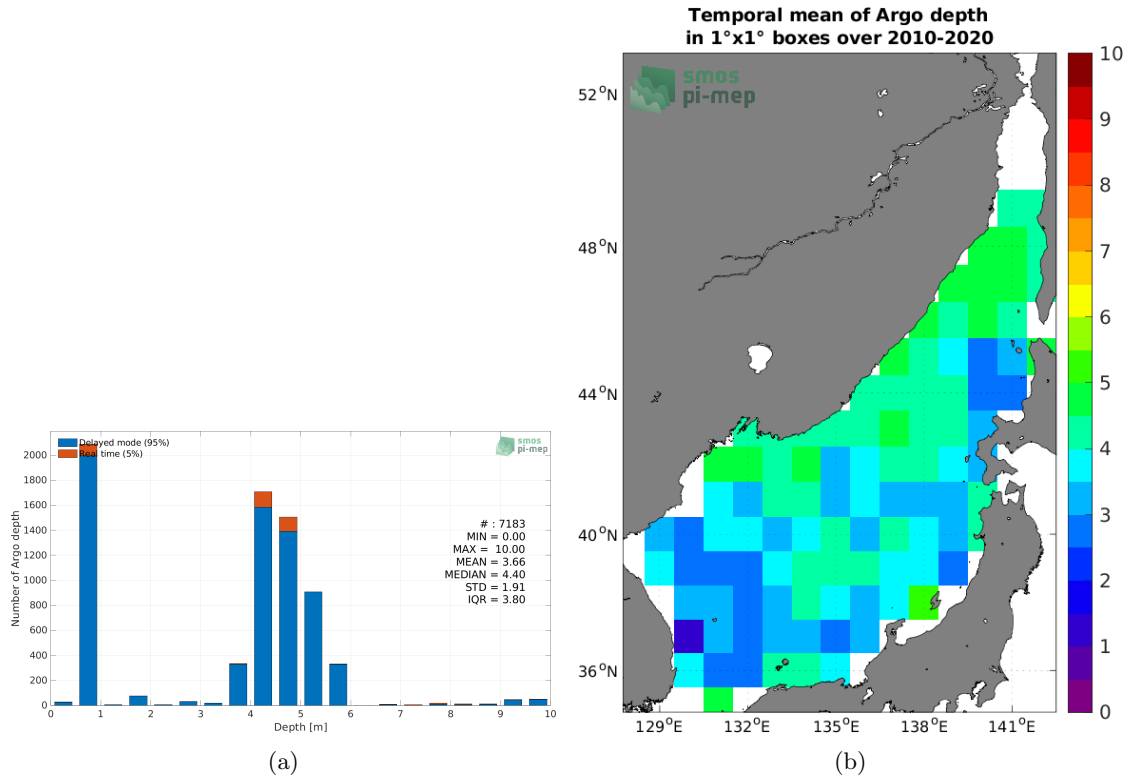 Delayed mode (95%)
Real time (5%)
smos
pi-mep
# : 7183
MIN = 0.00
MAX = 10.00
MEAN = 3.66
MEDIAN = 4.40
STD = 1.91
IQR = 3.80
Number of Argo depth
2000
1800
1600
1400
1200
1000
800
600
400
200
0
0 1 2 3 4 5 6 7 8 9 10
Depth [m]
(a)
Temporal mean of Argo depth
in 1°x1° boxes over 2010-2020
smos
pi-mep
52°N
48°N
44°N
40°N
36°N
129°E 132°E 135°E 138°E 141°E
10
9
8
7
6
5
4
3
2
1
0
(b)